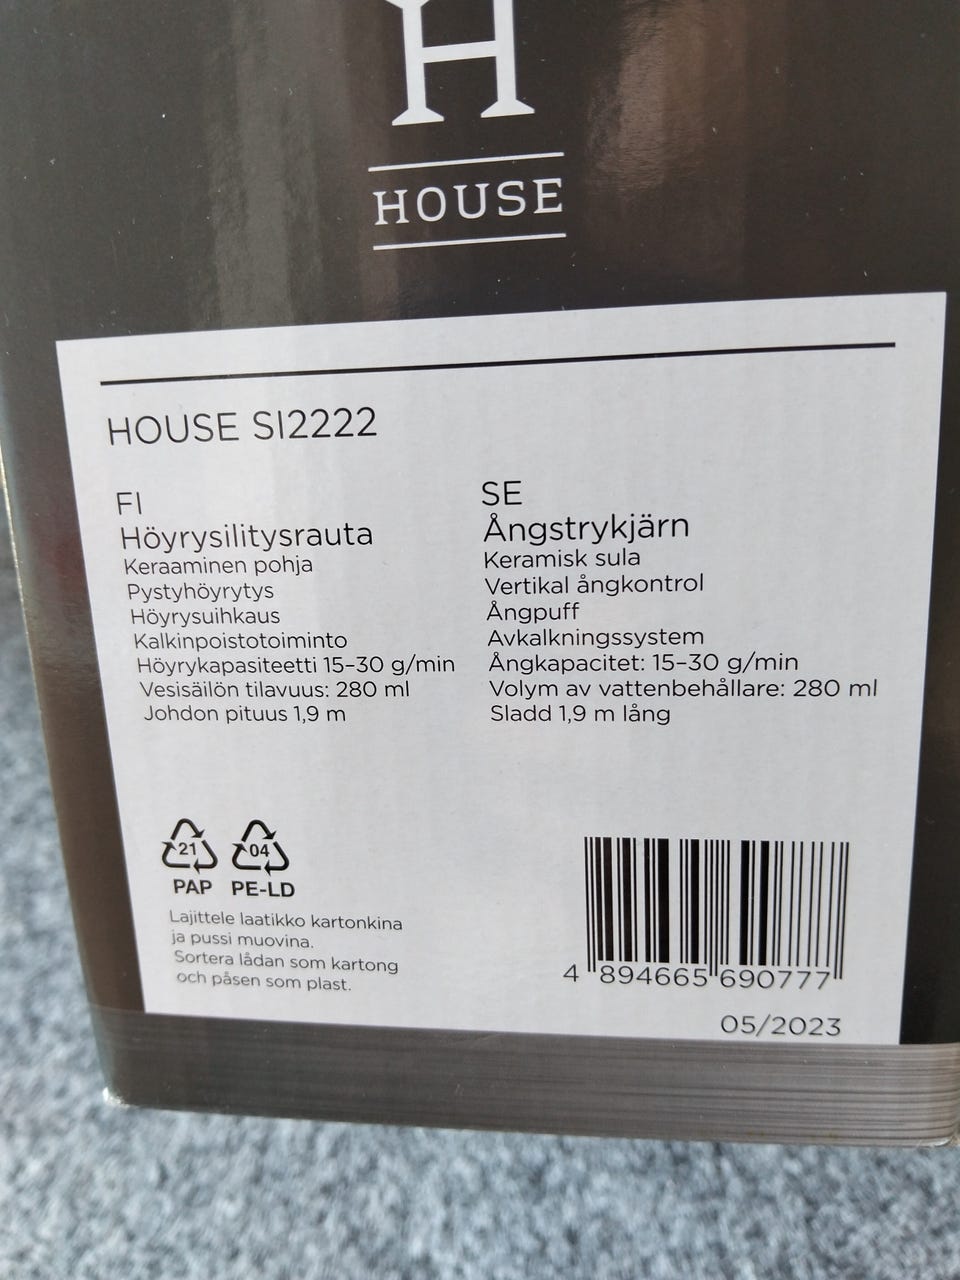 H
HOUSE
HOUSE SI2222
FI
Höyrysilitysrauta
Keraaminen pohja
Pystyhöyrytys
Höyrysuihkaus
Kalkinpoistotoiminto
Höyrykapasiteetti 15–30 g/min
Vesisäilön tilavuus: 280 ml
Johdon pituus 1,9 m
SE
Ångstrykjärn
Keramisk sula
Vertikal ångkontrol
Ångpuff
Avkalkningssystem
Ångkapacitet: 15–30 g/min
Volym av vattenbehållare: 280 ml
Sladd 1,9 m lång
21 04
PAP PE-LD
Lajittele laatikko kartonkina
ja pussi muovina.
Sortera lådan som kartong
och påsen som plast.
4 894665 690777
05/2023